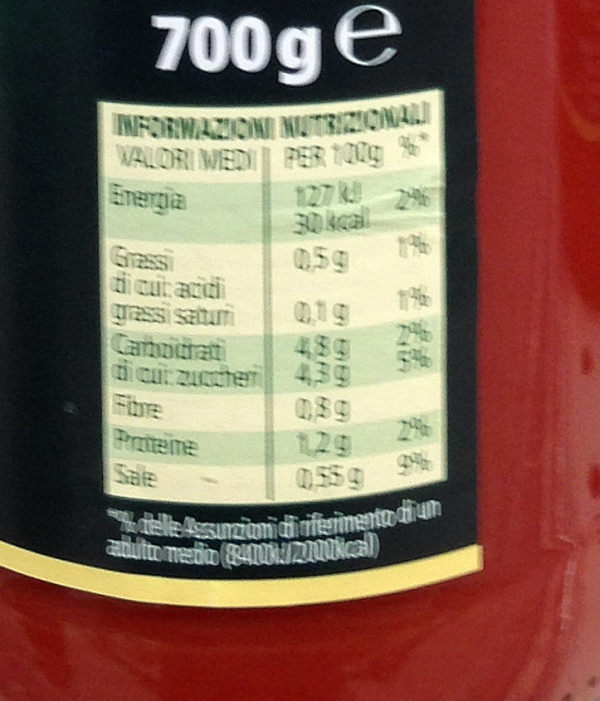 700g e
INFORMAZIONI NUTRIZIONALI
VALORI MEDI PER 100g %*
Energia 127 kJ 2%
30 kcal
Grassi 0,5 g 1%
di cui: acidi
grassi saturi 0,1 g 1%
Carboidrati 4,8 g 2%
di cui: zuccheri 4,3 g 5%
Fibre 0,8 g
Proteine 1,2 g 2%
Sale 0,55 g 9%
*% delle Assunzioni di riferimento di un
adulto medio (8400kJ/2000kcal)